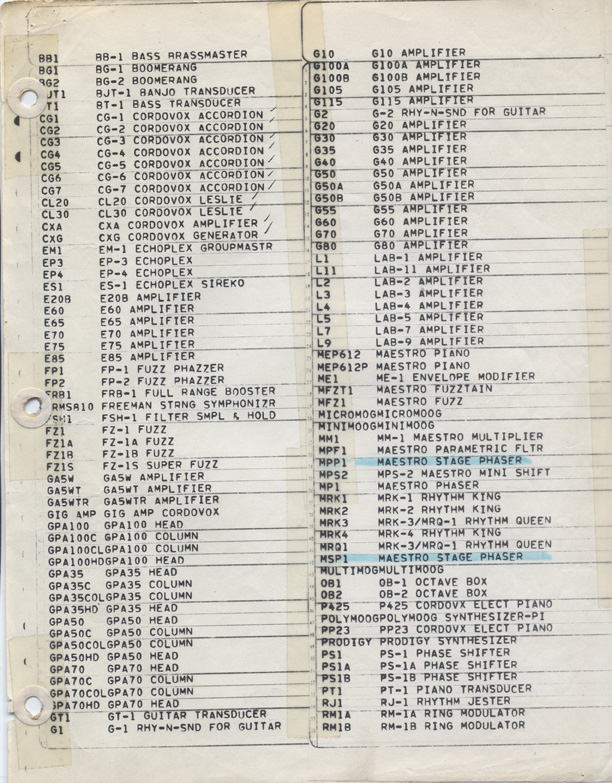 BB1 BB-1 BASS BRASSMASTER
BG1 BG-1 BOOMERANG
BG2 BG-2 BOOMERANG
BJT1 BJT-1 BANJO TRANSDUCER
BT1 BT-1 BASS TRANSDUCER
CG1 CG-1 CORDOVOX ACCORDION
CG2 CG-2 CORDOVOX ACCORDION
CG3 CG-3 CORDOVOX ACCORDION
CG4 CG-4 CORDOVOX ACCORDION
CG5 CG-5 CORDOVOX ACCORDION
CG6 CG-6 CORDOVOX ACCORDION
CG7 CG-7 CORDOVOX ACCORDION
CL20 CL20 CORDOVOX LESLIE
CL30 CL30 CORDOVOX LESLIE
CXA CXA CORDOVOX AMPLIFIER
CXG CXG CORDOVOX GENERATOR
EM1 EM-1 ECHOPLEX GROUPMASTR
EP3 EP-3 ECHOPLEX
EP4 EP-4 ECHOPLEX
ES1 ES-1 ECHOPLEX SIREKO
E20B E20B AMPLIFIER
E60 E60 AMPLIFIER
E65 E65 AMPLIFIER
E70 E70 AMPLIFIER
E75 E75 AMPLIFIER
E85 E85 AMPLIFIER
FP1 FP-1 FUZZ PHAZZER
FP2 FP-2 FUZZ PHAZZER
FRB1 FRB-1 FULL RANGE BOOSTER
FRMSA10 FREEMAN STRNG SYMPHONIZR
FSH1 FSH-1 FILTER SMPL & HOLD
FZ1 FZ-1 FUZZ
FZ1A FZ-1A FUZZ
FZ1B FZ-1B FUZZ
FZ1S FZ-1S SUPER FUZZ
GA5W GA5W AMPLIFIER
GA5WT GA5WT AMPLIFIER
GA5WTR GA5WTR AMPLIFIER
GIG AMP GIG AMP CORDOVOX
GPA100 GPA100 HEAD
GPA100C GPA100 COLUMN
GPA100CLGPA100 COLUMN
GPA100HDGPA100 HEAD
GPA35 GPA35 HEAD
GPA35C GPA35 COLUMN
GPA35COLGPA35 COLUMN
GPA35HD GPA35 HEAD
GPA50 GPA50 HEAD
GPA50C GPA50 COLUMN
GPA50COLGPA50 COLUMN
GPA50HD GPA50 HEAD
GPA70 GPA70 HEAD
GPA70C GPA70 COLUMN
GPA70COLGPA70 COLUMN
GPA70HD GPA70 HEAD
GT1 GT-1 GUITAR TRANSDUCER
G1 G-1 RHY-N-SND FOR GUITAR
G10 G10 AMPLIFIER
G100A G100A AMPLIFIER
G100B G100B AMPLIFIER
G105 G105 AMPLIFIER
G115 G115 AMPLIFIER
G2 G-2 RHY-N-SND FOR GUITAR
G20 G20 AMPLIFIER
G30 G30 AMPLIFIER
G35 G35 AMPLIFIER
G40 G40 AMPLIFIER
G50 G50 AMPLIFIER
G50A G50A AMPLIFIER
G50B G50B AMPLIFIER
G55 G55 AMPLIFIER
G60 G60 AMPLIFIER
G70 G70 AMPLIFIER
G80 G80 AMPLIFIER
L1 LAB-1 AMPLIFIER
L11 LAB-11 AMPLIFIER
L2 LAB-2 AMPLIFIER
L3 LAB-3 AMPLIFIER
L4 LAB-4 AMPLIFIER
L5 LAB-5 AMPLIFIER
L7 LAB-7 AMPLIFIER
L9 LAB-9 AMPLIFIER
MEP612 MAESTRO PIANO
MEP612P MAESTRO PIANO
ME1 ME-1 ENVELOPE MODIFIER
MFZT1 MAESTRO FUZZTAIN
MFZ1 MAESTRO FUZZ
MICROMOGMICROMOOG
MINIMOOGMINIMOOG
MM1 MM-1 MAESTRO MULTIPLIER
MPF1 MAESTRO PARAMETRIC FLTR
MPP1 MAESTRO STAGE PHASER
MPS2 MPS-2 MAESTRO MINI SHIFT
MP1 MAESTRO PHASER
MRK1 MRK-1 RHYTHM KING
MRK2 MRK-2 RHYTHM KING
MRK3 MRK-3/MRQ-1 RHYTHM QUEEN
MRK4 MRK-4 RHYTHM KING
MRQ1 MRK-3/MRQ-1 RHYTHM QUEEN
MSP1 MAESTRO STAGE PHASER
MULTIMOGMULTIMOOG
OB1 OB-1 OCTAVE BOX
OB2 OB-2 OCTAVE BOX
P425 P425 CORDOVOX ELECT PIANO
POLYMOOGPOLYMOOG SYNTHESIZER-PI
PP23 PP23 CORDOVX ELECT PIANO
PRODIGY PRODIGY SYNTHESIZER
PS1 PS-1 PHASE SHIFTER
PS1A PS-1A PHASE SHIFTER
PS1B PS-1B PHASE SHIFTER
PT1 PT-1 PIANO TRANSDUCER
RJ1 RJ-1 RHYTHM JESTER
RM1A RM-1A RING MODULATOR
RM1B RM-1B RING MODULATOR